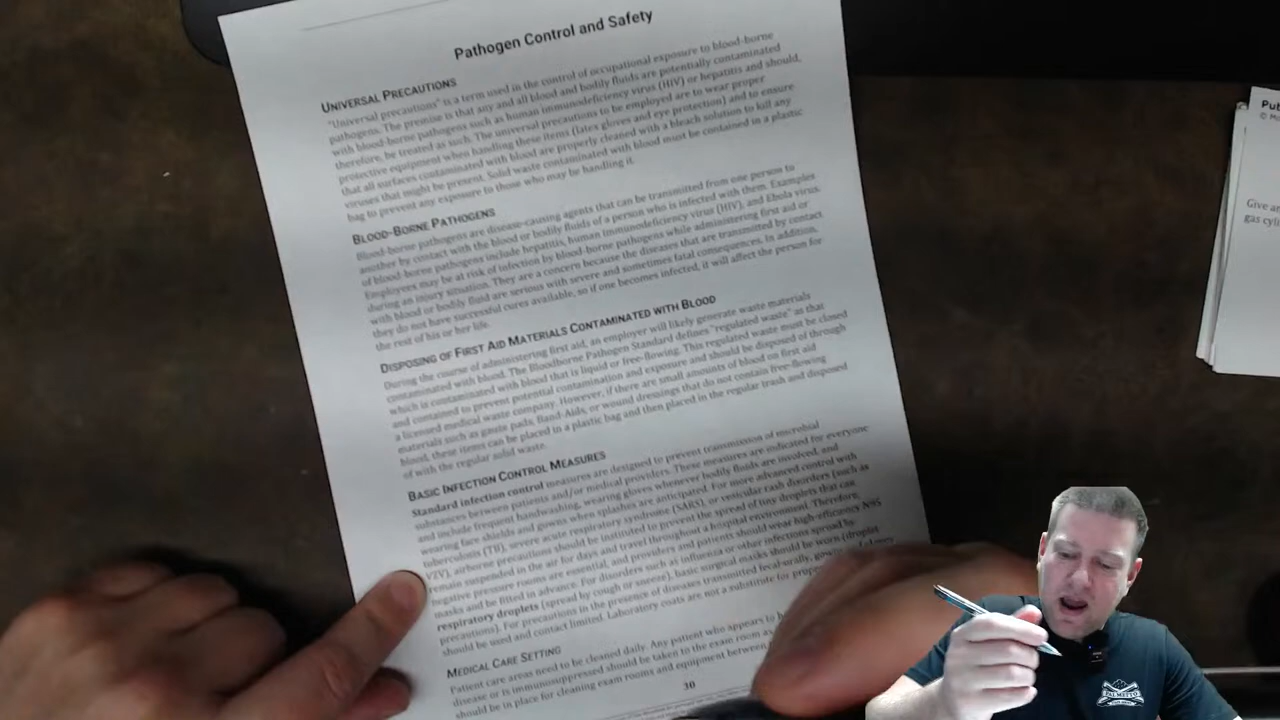 Pathogen Control and Safety
UNIVERSAL PRECAUTIONS
"Universal precautions" is a term used in the control of occupational exposure to blood-borne
pathogens. The premise is that any and all blood and bodily fluids are potentially contaminated
with blood-borne pathogens such as human immunodeficiency virus (HIV) or hepatitis and should,
therefore, be treated as such. The universal precautions to be employed are to wear proper
protective equipment when handling these items (latex gloves and eye protection) and to ensure
that all surfaces contaminated with blood are properly cleaned with a bleach solution to kill any
viruses that might be present. Solid waste contaminated with blood must be contained in a plastic
bag to prevent any exposure to those who may be handling it.
BLOOD-BORNE PATHOGENS
Blood-borne pathogens are disease-causing agents that can be transmitted from one person to
another by contact with the blood or bodily fluids of a person who is infected with them. Examples
of blood-borne pathogens include hepatitis, human immunodeficiency virus (HIV), and Ebola virus.
Employees may be at risk of infection by blood-borne pathogens while administering first aid or
during an injury situation. They are a concern because the diseases that are transmitted by contact
with blood or bodily fluid are serious with severe and sometimes fatal consequences. In addition,
they do not have successful cures available, so if one becomes infected, it will affect the person for
the rest of his or her life.
DISPOSING OF FIRST AID MATERIALS CONTAMINATED WITH BLOOD
During the course of administering first aid, an employer will likely generate waste materials
contaminated with blood. The Bloodborne Pathogen Standard defines "regulated waste" as that
which is contaminated with blood that is liquid or free-flowing. This regulated waste must be closed
and contained to prevent potential contamination and exposure and should be disposed of through
a licensed medical waste company. However, if there are small amounts of blood on first aid
materials such as gauze pads, Band-Aids, or wound dressings that do not contain free-flowing
blood, these items can be placed in a plastic bag and then placed in the regular trash and disposed
of with the regular solid waste.
BASIC INFECTION CONTROL MEASURES
Standard infection control measures are designed to prevent transmission of microbial
substances between patients and/or medical providers. These measures are indicated for everyone
and include frequent handwashing, wearing gloves whenever bodily fluids are involved, and
wearing face shields and gowns when splashes are anticipated. For more advanced control with
tuberculosis (TB), severe acute respiratory syndrome (SARS), or vesicular rash disorders (such as
VZV), airborne precautions should be instituted to prevent the spread of tiny droplets that can
remain suspended in the air for days and travel throughout a hospital environment. Therefore,
negative pressure rooms are essential, and providers and patients should wear high-efficiency N95
masks and be fitted in advance. For disorders such as influenza or other infections spread by
respiratory droplets (spread by cough or sneeze), basic surgical masks should be worn (droplet
precautions). For precautions in the presence of diseases transmitted fecal-orally, gow
should be used and contact limited. Laboratory coats are not a substitute for proper
MEDICAL CARE SETTING
Patient care areas need to be cleaned daily. Any patient who appears to h
disease or is immunosuppressed should be taken to the exam room as
should be in place for cleaning exam rooms and equipment between
30
Pub
Give an
gas cyli
PALMETTO